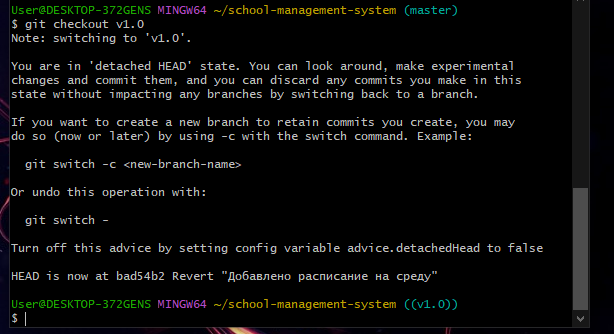 User@DESKTOP-372GENS MINGW64 ~/school-management-system (master)
$ git checkout v1.0
Note: switching to 'v1.0'.
You are in 'detached HEAD' state. You can look around, make experimental
changes and commit them, and you can discard any commits you make in this
state without impacting any branches by switching back to a branch.
If you want to create a new branch to retain commits you create, you may
do so (now or later) by using -c with the switch command. Example:
git switch -c <new-branch-name>
Or undo this operation with:
git switch -
Turn off this advice by setting config variable advice.detachedHead to false
HEAD is now at bad54b2 Revert "Добавлено расписание на среду"
User@DESKTOP-372GENS MINGW64 ~/school-management-system ((v1.0))
$